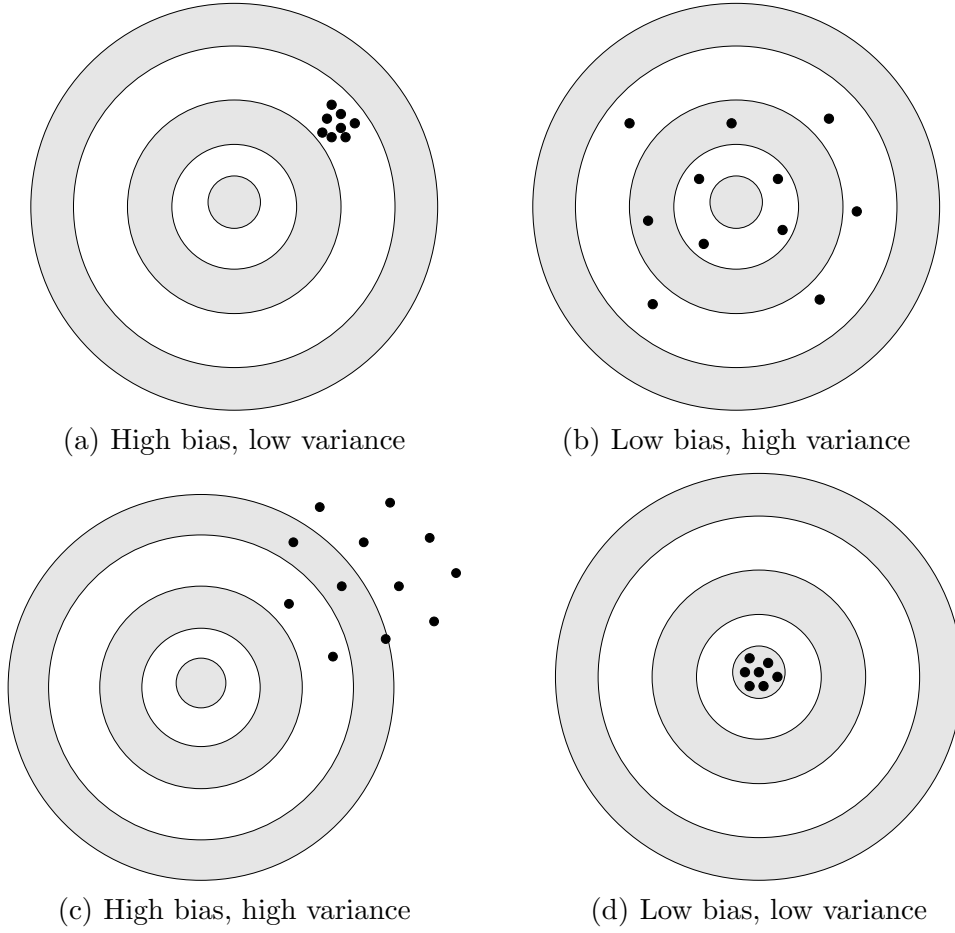 (a) High bias, low variance
(b) Low bias, high variance
(c) High bias, high variance
(d) Low bias, low variance